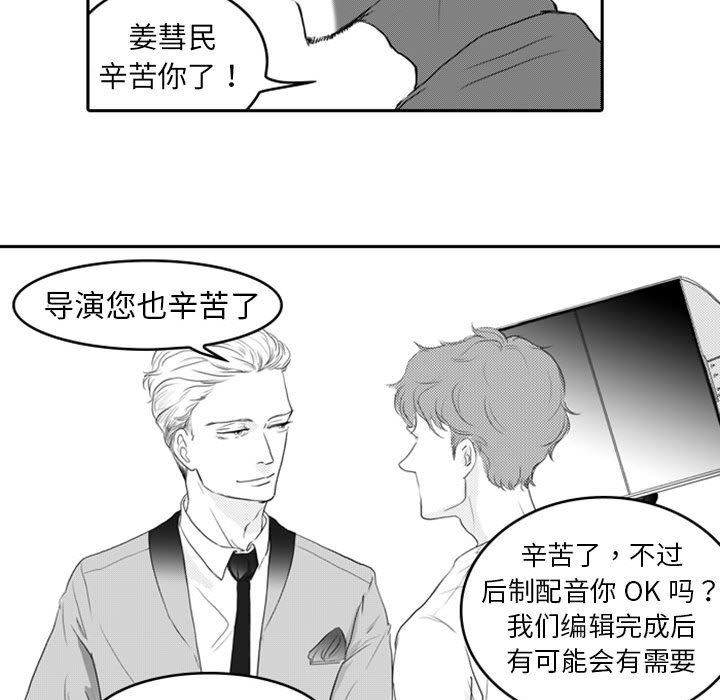 姜彗民
辛苦你了！
导演您也辛苦了
辛苦了，不过
后制配音你 OK 吗？
我们编辑完成后
有可能会有需要